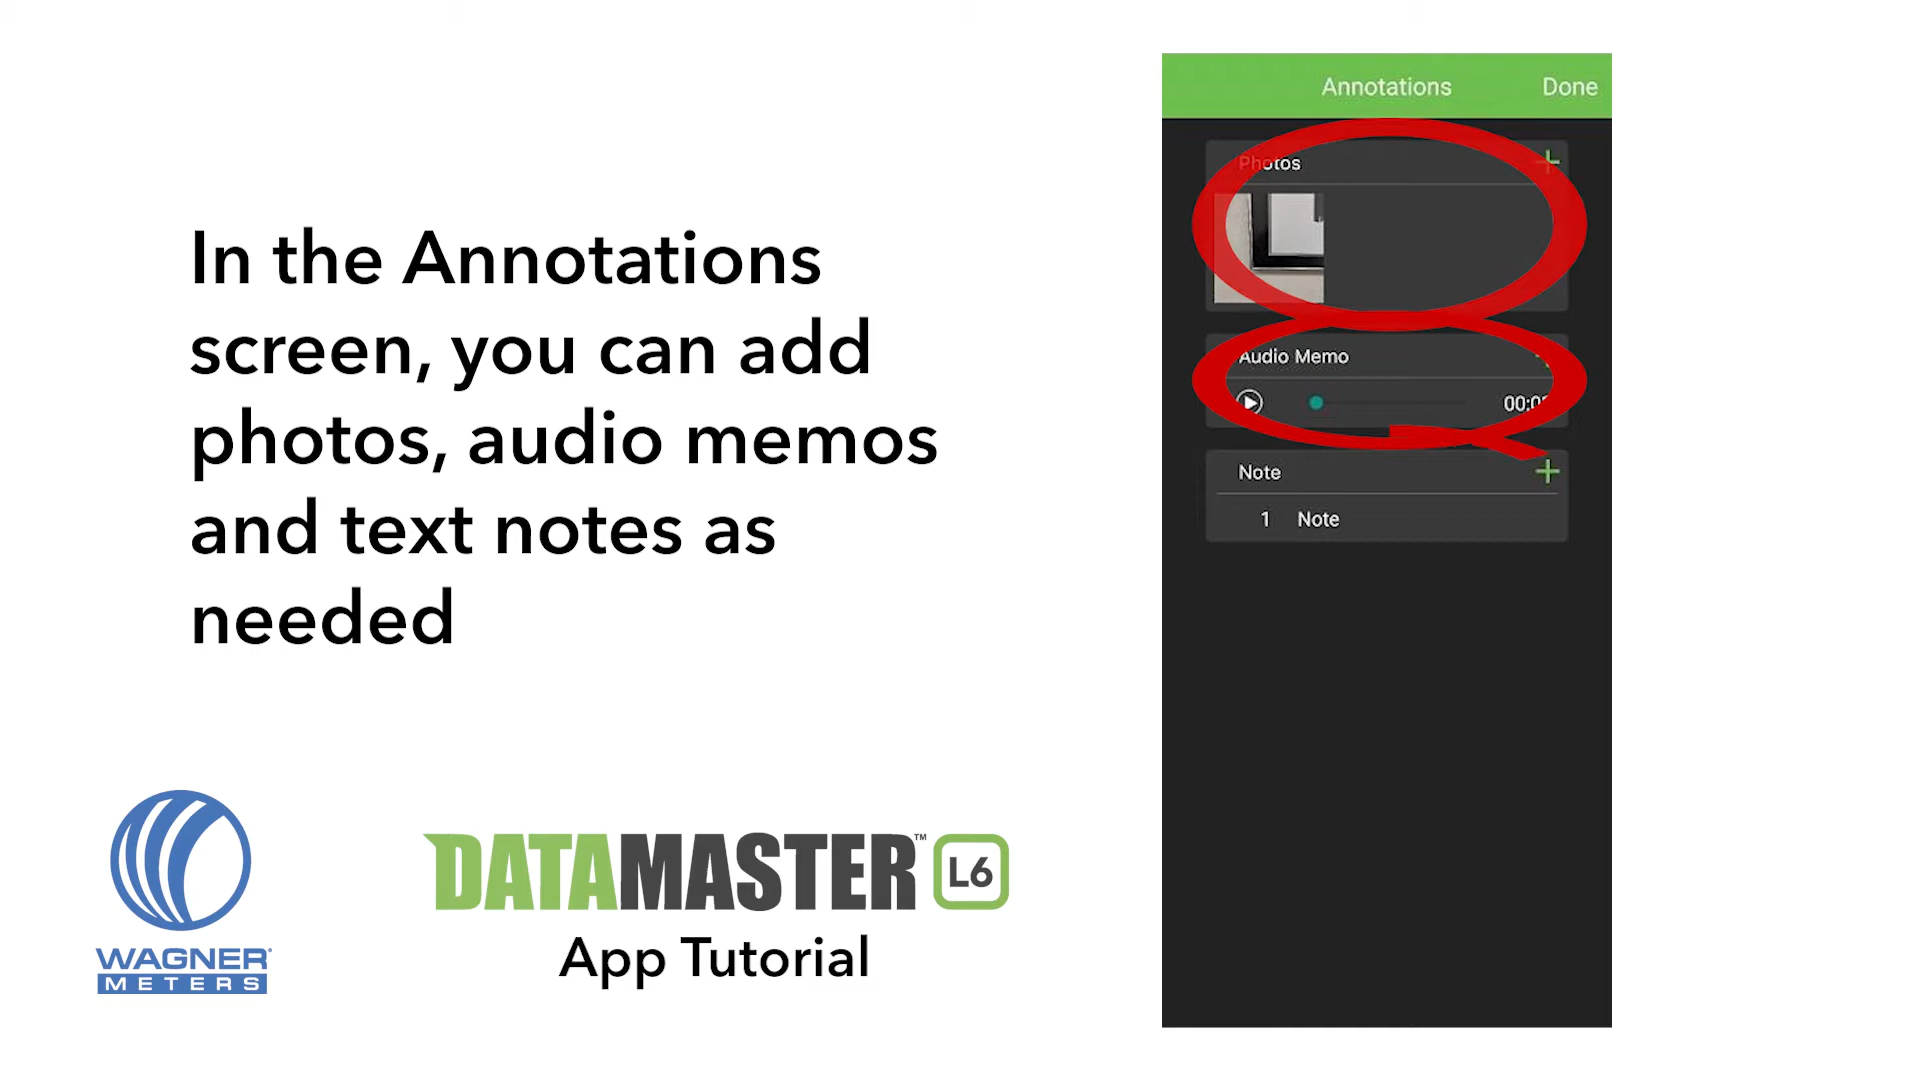 In the Annotations
screen, you can add
photos, audio memos
and text notes as
needed
WAGNER®
METERS
DATAMASTER™ L6
App Tutorial
Annotations Done
Photos +
Audio Memo
Note +
1 Note